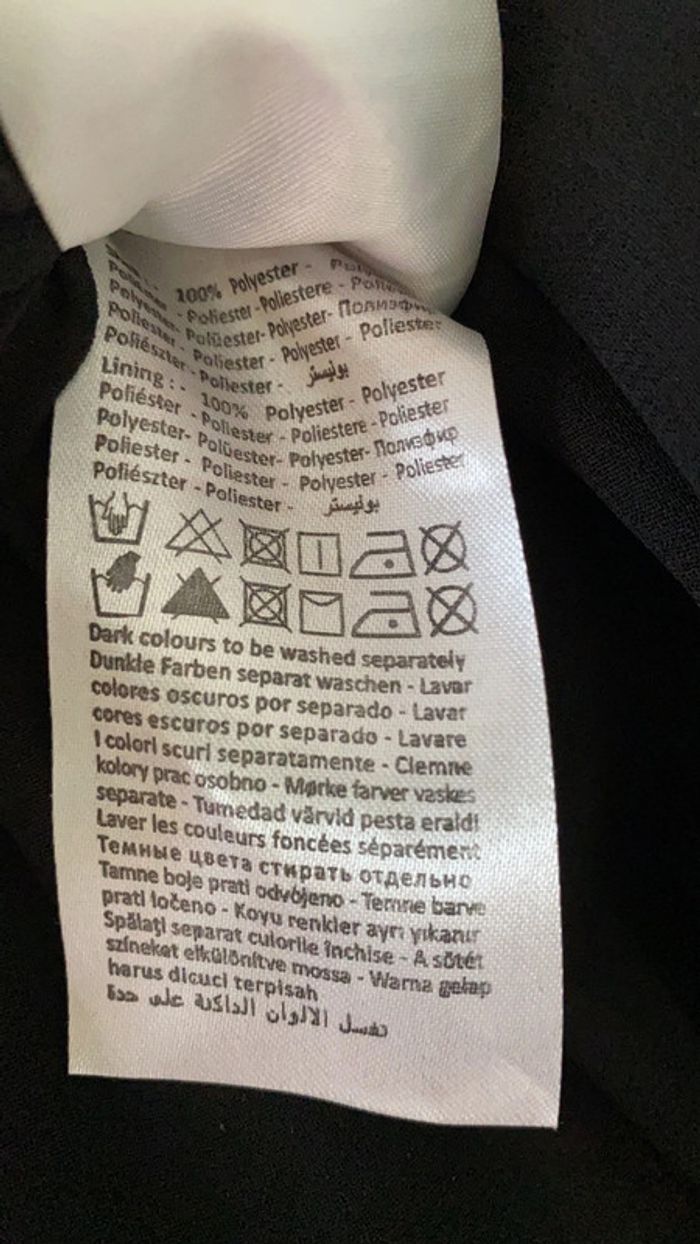 100% Polyester -
- Poliester - Poliestere -
Polyester- Polüester- Polyester- Полиэфир
Poliester - Poliester - Polyester - Poliester
Poliészter - Poliester - بوليستر
Lining : - 100% Polyester - Polyester
Poliéster - Poliester - Poliestere - Poliester
Polyester- Polüester- Polyester- Полиэфир
Poliester - Poliester - Polyester - Poliester
Poliészter - Poliester - بوليستر
Dark colours to be washed separately
Dunkle Farben separat waschen - Lavar
colores oscuros por separado - Lavar
cores escuros por separado - Lavare
I colori scuri separatamente - Ciemne
kolory prac osobno - Mørke farver vaskes
separate - Tumedad värvid pesta eraldi
Laver les couleurs foncées séparément
Темные цвета стирать отдельно
Tamne boje prati odvojeno - Temne barve
prati ločeno - Koyu renkler ayrı yıkanır
Spălați separat culorile închise - A sötét
színeket elkülönítve mossa - Warna gelap
harus dicuci terpisah
تغسل الالوان الداكنة على حدة